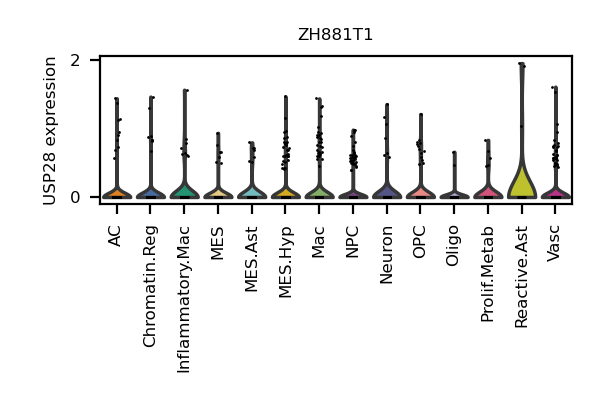 ZH881T1
USP28 expression
2
0
AC
Chromatin.Reg
Inflammatory.Mac
MES
MES.Ast
MES.Hyp
Mac
NPC
Neuron
OPC
Oligo
Prolif.Metab
Reactive.Ast
Vasc